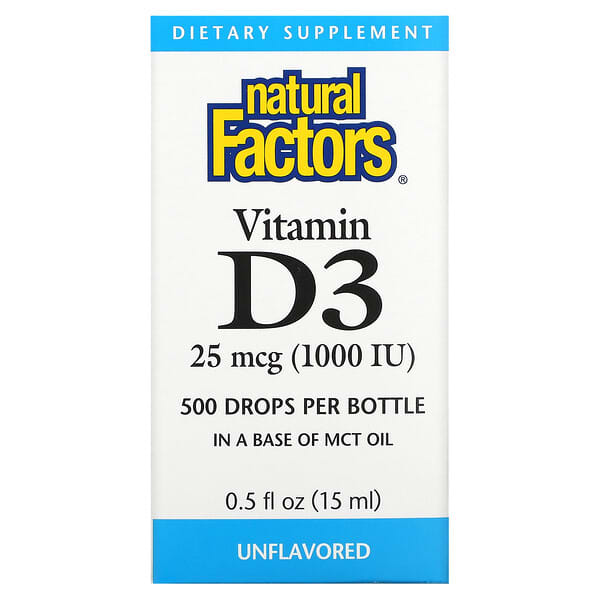 DIETARY SUPPLEMENT
natural
Factors®
Vitamin
D3
25 mcg (1000 IU)
500 DROPS PER BOTTLE
IN A BASE OF MCT OIL
0.5 fl oz (15 ml)
UNFLAVORED